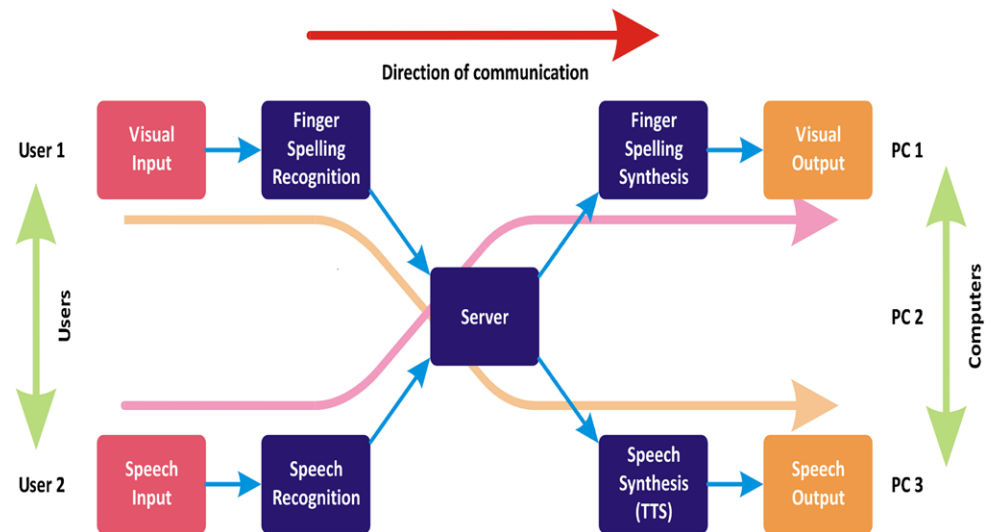 Direction of communication
User 1
Visual
Input
Finger
Spelling
Recognition
Finger
Spelling
Synthesis
Visual
Output
PC 1
Users
Server
PC 2
Computers
User 2
Speech
Input
Speech
Recognition
Speech
Synthesis
(TTS)
Speech
Output
PC 3